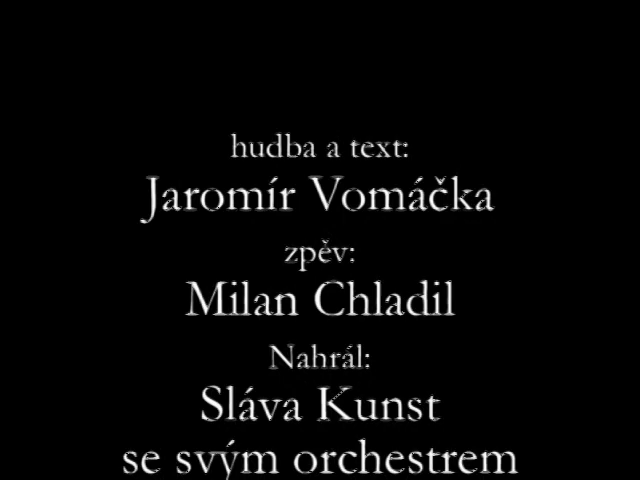 hudba a text:
Jaromír Vomáčka
zpěv:
Milan Chladil
Nahrál:
Sláva Kunst
se svým orchestrem